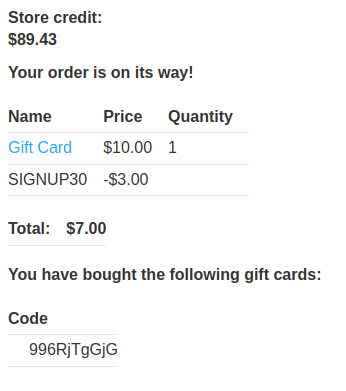 Store credit:
$89.43
Your order is on its way!
Name Price Quantity
Gift Card $10.00 1
SIGNUP30 -$3.00
Total: $7.00
You have bought the following gift cards:
Code
996RjTgGjG